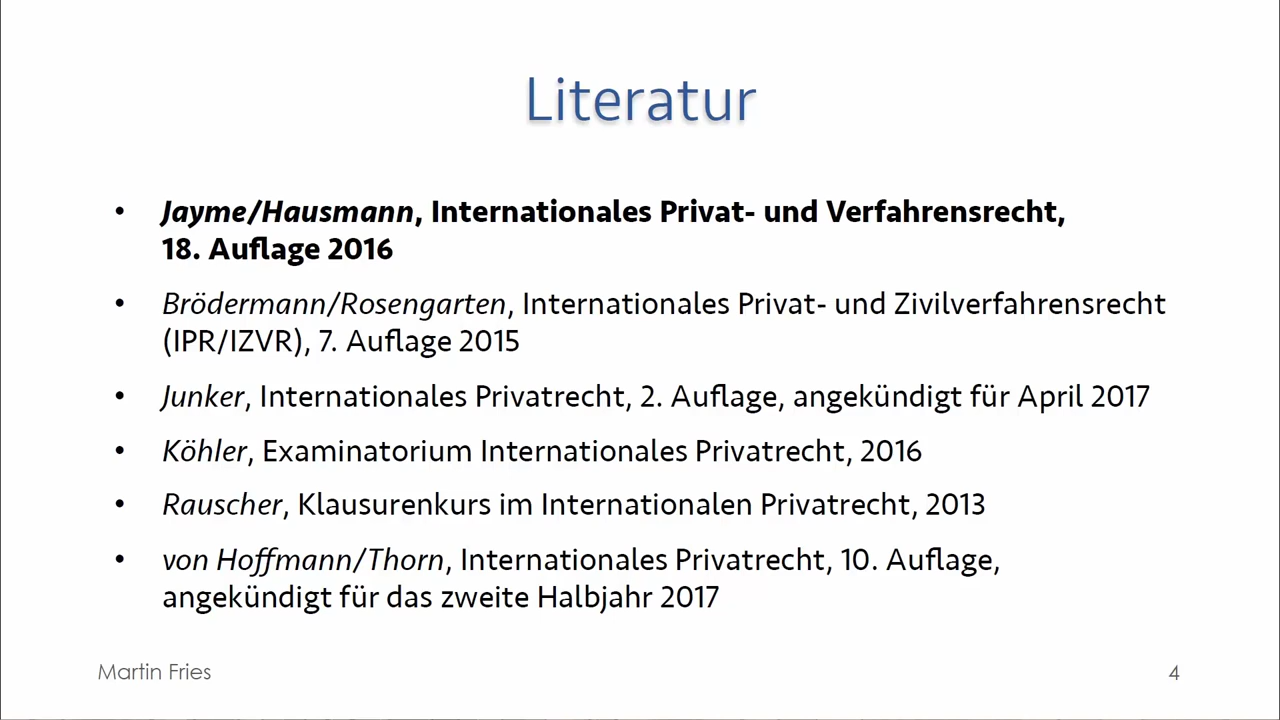 Literatur
• Jayme/Hausmann, Internationales Privat- und Verfahrensrecht,
18. Auflage 2016
• Brödermann/Rosengarten, Internationales Privat- und Zivilverfahrensrecht
(IPR/IZVR), 7. Auflage 2015
• Junker, Internationales Privatrecht, 2. Auflage, angekündigt für April 2017
• Köhler, Examinatorium Internationales Privatrecht, 2016
• Rauscher, Klausurenkurs im Internationalen Privatrecht, 2013
• von Hoffmann/Thorn, Internationales Privatrecht, 10. Auflage,
angekündigt für das zweite Halbjahr 2017
Martin Fries
4